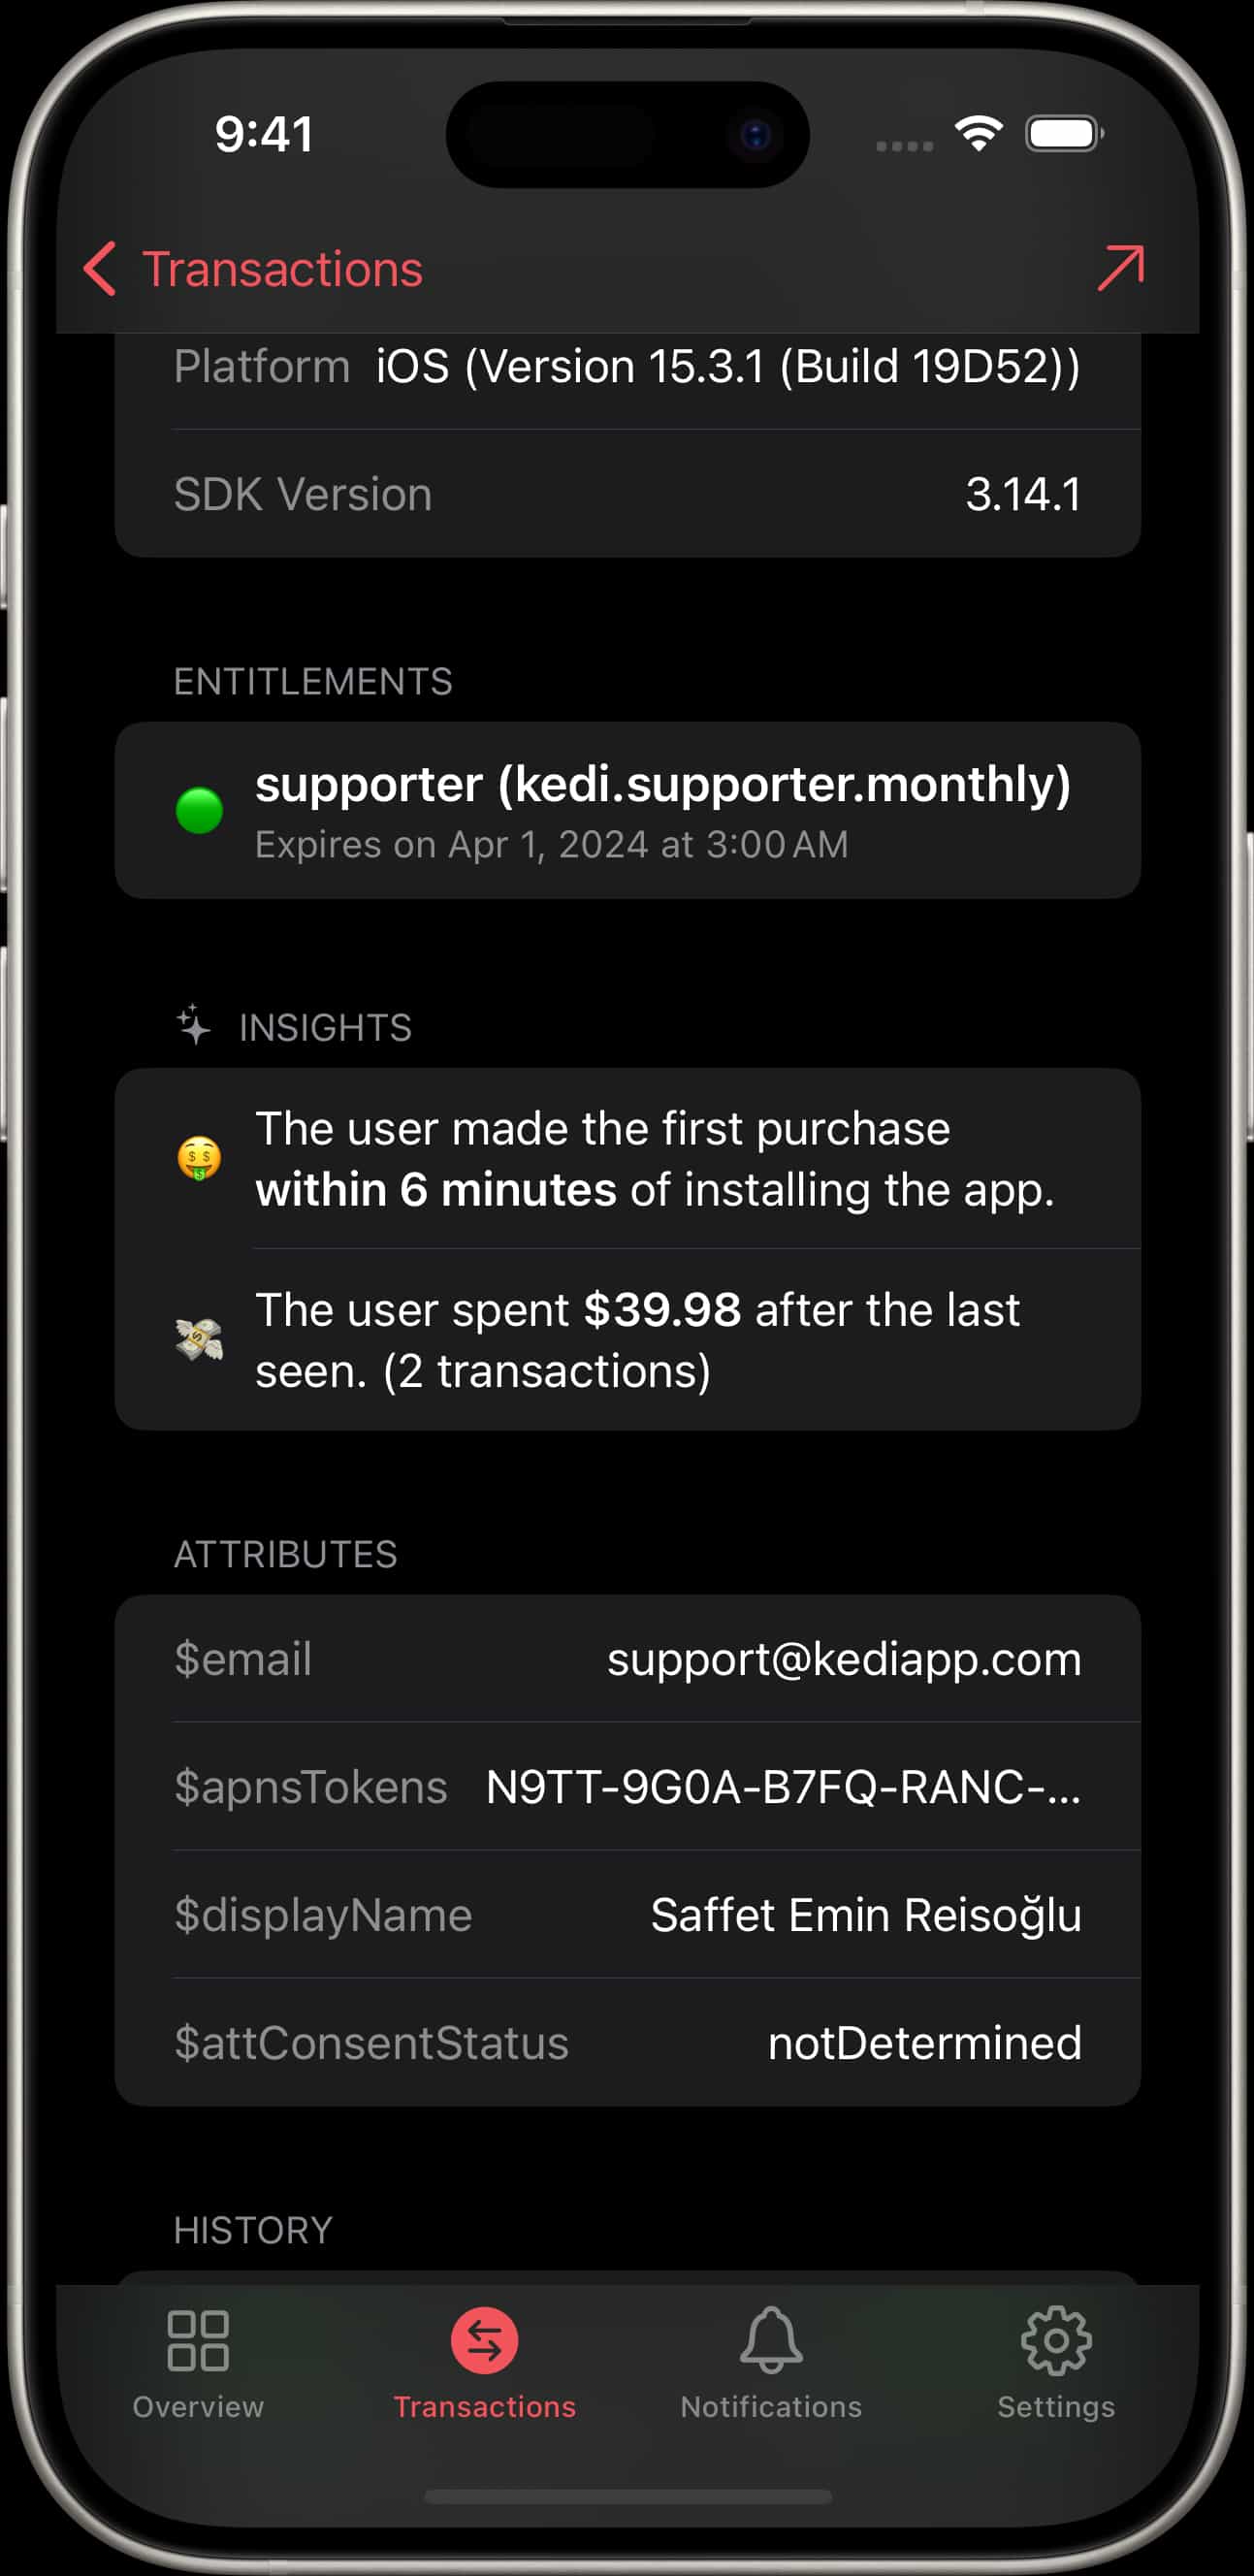 9:41
Transactions
Platform iOS (Version 15.3.1 (Build 19D52))
SDK Version 3.14.1
ENTITLEMENTS
supporter (kedi.supporter.monthly)
Expires on Apr 1, 2024 at 3:00 AM
INSIGHTS
The user made the first purchase
within 6 minutes of installing the app.
The user spent $39.98 after the last
seen. (2 transactions)
ATTRIBUTES
$email support@kediapp.com
$apnsTokens N9TT-9G0A-B7FQ-RANC-...
$displayName Saffet Emin Reisoğlu
$attConsentStatus notDetermined
HISTORY
Overview Transactions Notifications Settings